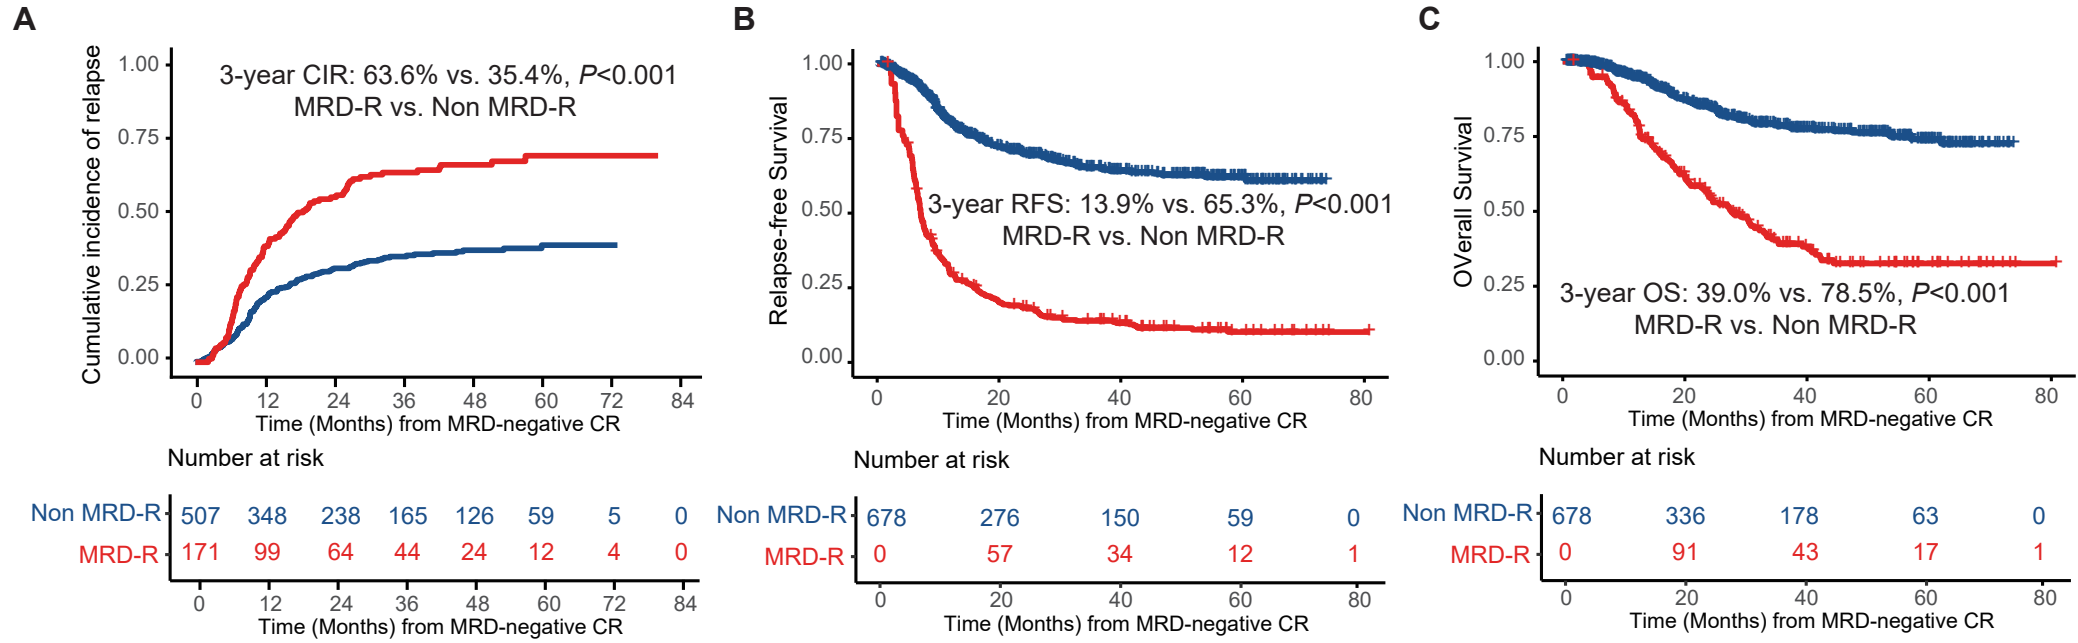 A
Cumulative incidence of relapse
1.00
0.75
0.50
0.25
0.00
3-year CIR: 63.6% vs. 35.4%, P<0.001
MRD-R vs. Non MRD-R
0 12 24 36 48 60 72 84
Time (Months) from MRD-negative CR
Number at risk
Non MRD-R 507 348 238 165 126 59 5 0
MRD-R 171 99 64 44 24 12 4 0
0 12 24 36 48 60 72 84
Time (Months) from MRD-negative CR
B
Relapse-free Survival
1.00
0.75
0.50
0.25
0.00
3-year RFS: 13.9% vs. 65.3%, P<0.001
MRD-R vs. Non MRD-R
0 20 40 60 80
Time (Months) from MRD-negative CR
Number at risk
Non MRD-R 678 276 150 59 0
MRD-R 0 57 34 12 1
0 20 40 60 80
Time (Months) from MRD-negative CR
C
OVerall Survival
1.00
0.75
0.50
0.25
0.00
3-year OS: 39.0% vs. 78.5%, P<0.001
MRD-R vs. Non MRD-R
0 20 40 60 80
Time (Months) from MRD-negative CR
Number at risk
Non MRD-R 678 336 178 63 0
MRD-R 0 91 43 17 1
0 20 40 60 80
Time (Months) from MRD-negative CR